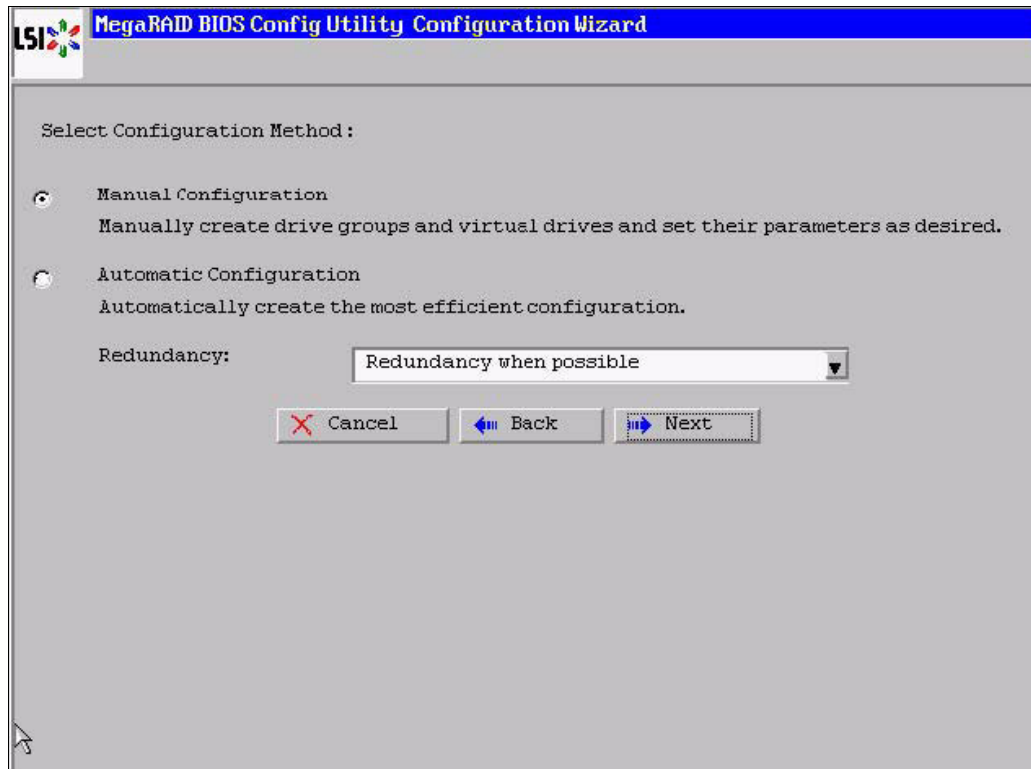 LSI
MegaRAID BIOS Config Utility Configuration Wizard
Select Configuration Method:
Manual Configuration
Manually create drive groups and virtual drives and set their parameters as desired.
Automatic Configuration
Automatically create the most efficient configuration.
Redundancy:
Redundancy when possible
Cancel
Back
Next